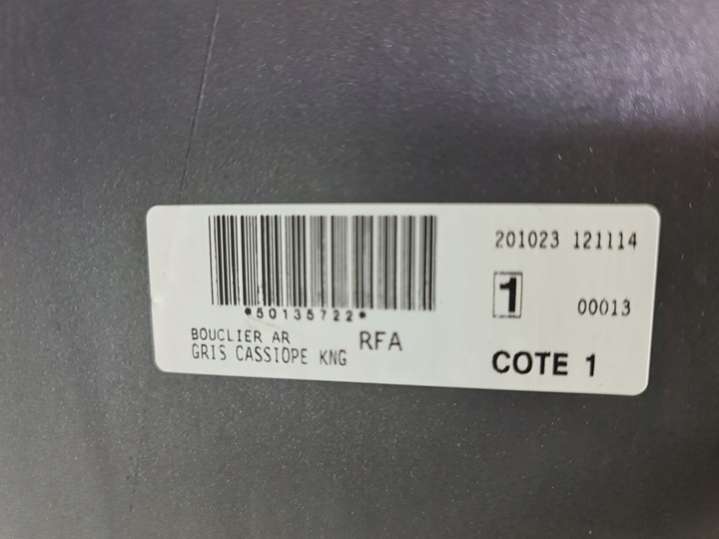 *50135722*
BOUCLIER AR
GRIS CASSIOPE KNG
RFA
201023 121114
1
00013
COTE 1